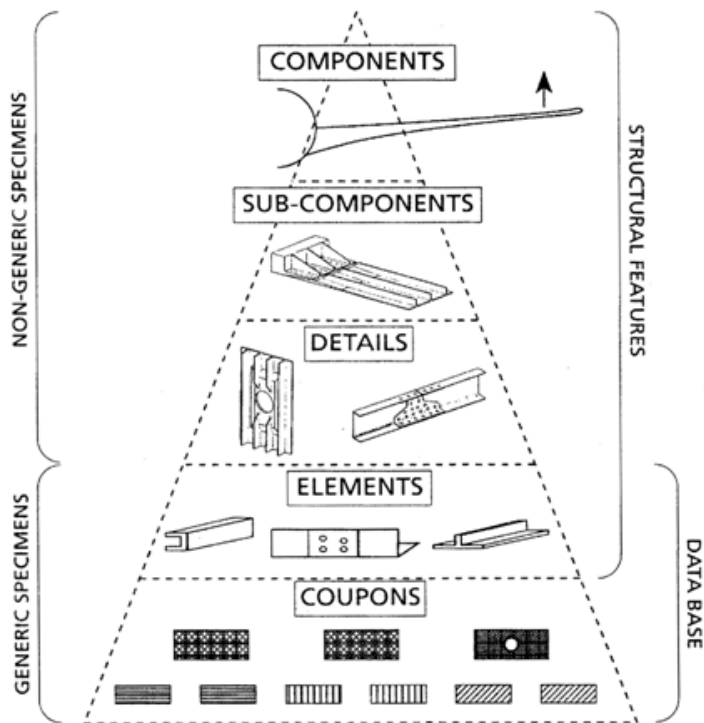 COMPONENTS
NON-GENERIC SPECIMENS
STRUCTURAL FEATURES
SUB-COMPONENTS
DETAILS
ELEMENTS
GENERIC SPECIMENS
DATA BASE
COUPONS